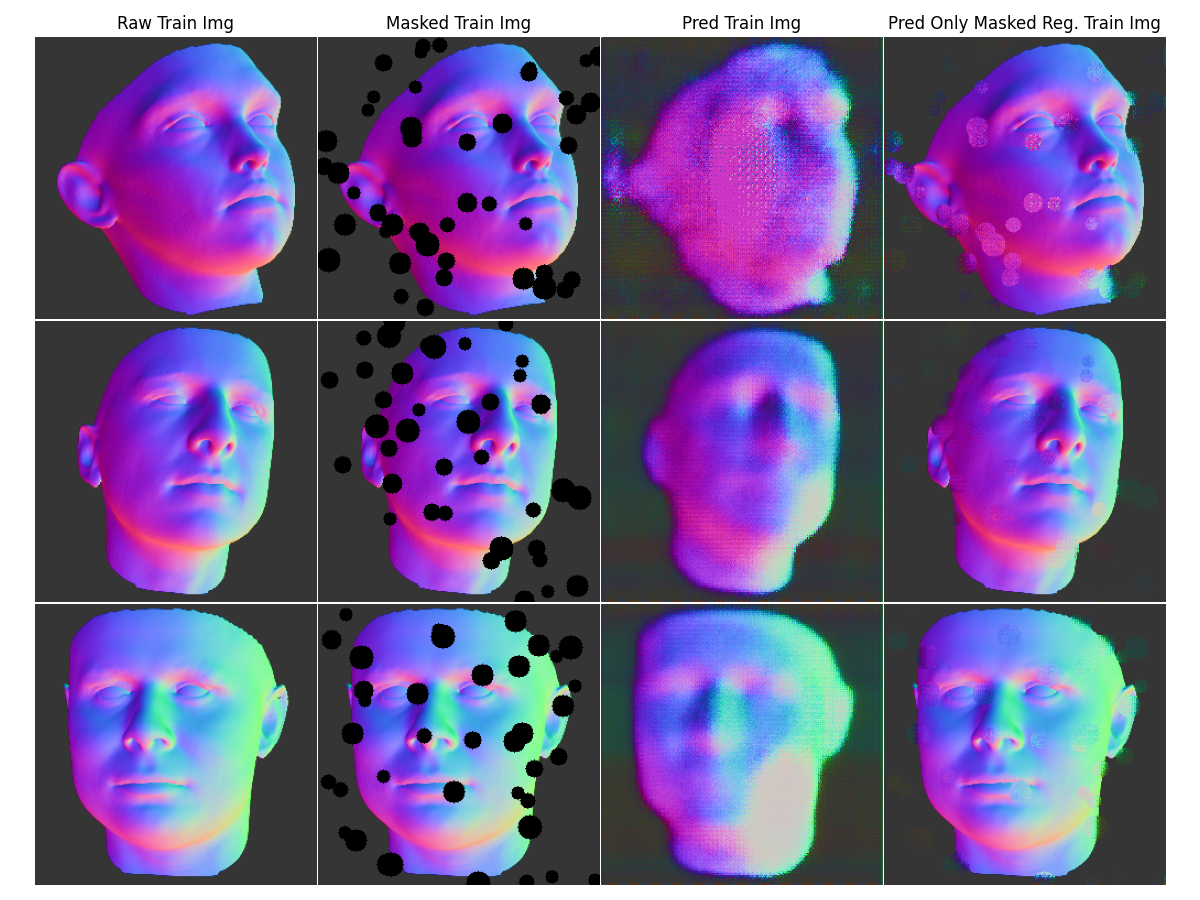 Raw Train Img
Masked Train Img
Pred Train Img
Pred Only Masked Reg. Train Img